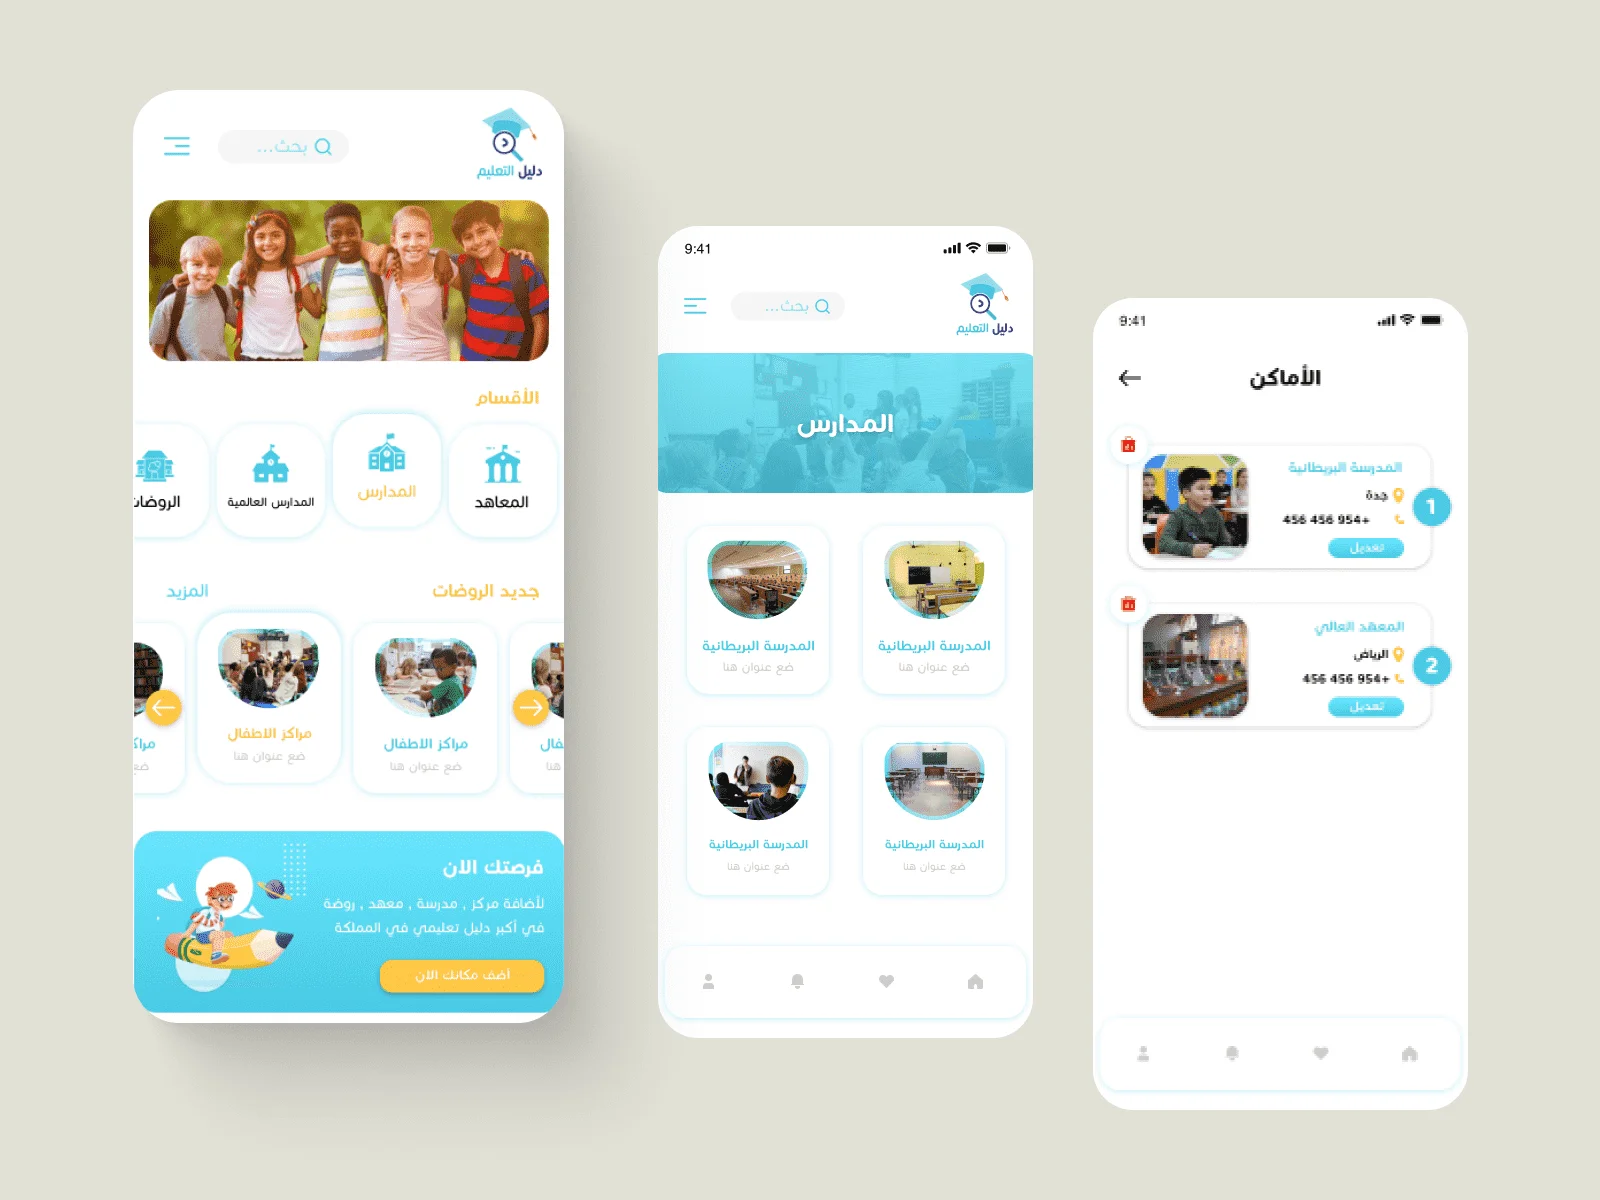 دليل التعليم
بحث...
الأقسام
المعاهد
المدارس
المدارس العالمية
الروضات
جديد الروضات
المزيد
مراكز الاطفال
ضع عنوان هنا
مراكز الاطفال
ضع عنوان هنا
فرصتك الان
لأضافة مركز , مدرسة , معهد , روضة
في أكبر دليل تعليمي في المملكة
أضف مكانك الان
9:41
دليل التعليم
بحث...
المدارس
المدرسة البريطانية
ضع عنوان هنا
المدرسة البريطانية
ضع عنوان هنا
المدرسة البريطانية
ضع عنوان هنا
المدرسة البريطانية
ضع عنوان هنا
9:41
الأماكن
1
المدرسة البريطانية
جدة
+954 456 456
تعديل
2
المعهد العالي
الرياض
+954 456 456
تعديل